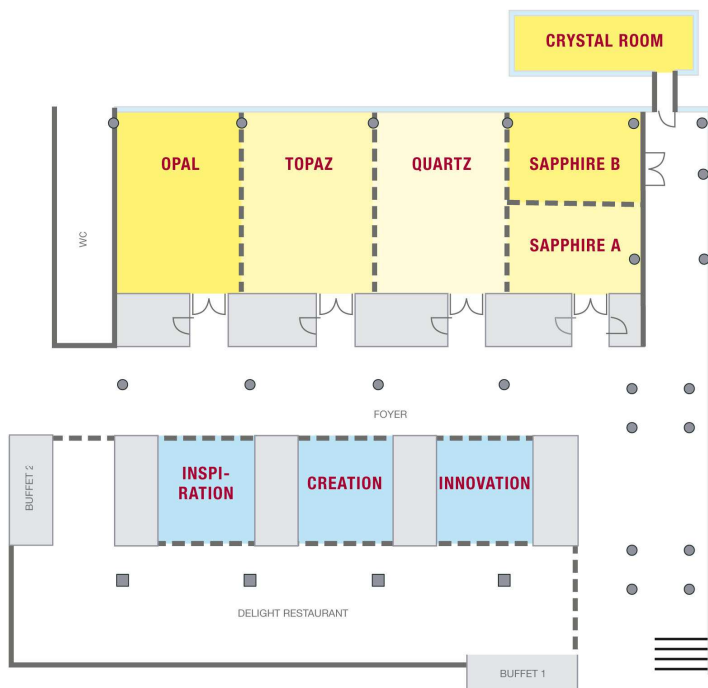 CRYSTAL ROOM
OPAL
TOPAZ
QUARTZ
SAPPHIRE B
SAPPHIRE A
WC
FOYER
BUFFET 2
INSPI-
RATION
CREATION
INNOVATION
DELIGHT RESTAURANT
BUFFET 1